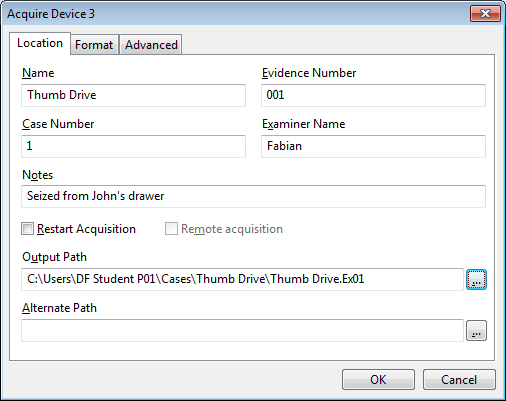 Acquire Device 3
Location Format Advanced
Name Evidence Number
Thumb Drive 001
Case Number Examiner Name
1 Fabian
Notes
Seized from John's drawer
Restart Acquisition Remote acquisition
Output Path
C:\Users\DF Student P01\Cases\Thumb Drive\Thumb Drive.Ex01 ...
Alternate Path
...
OK Cancel